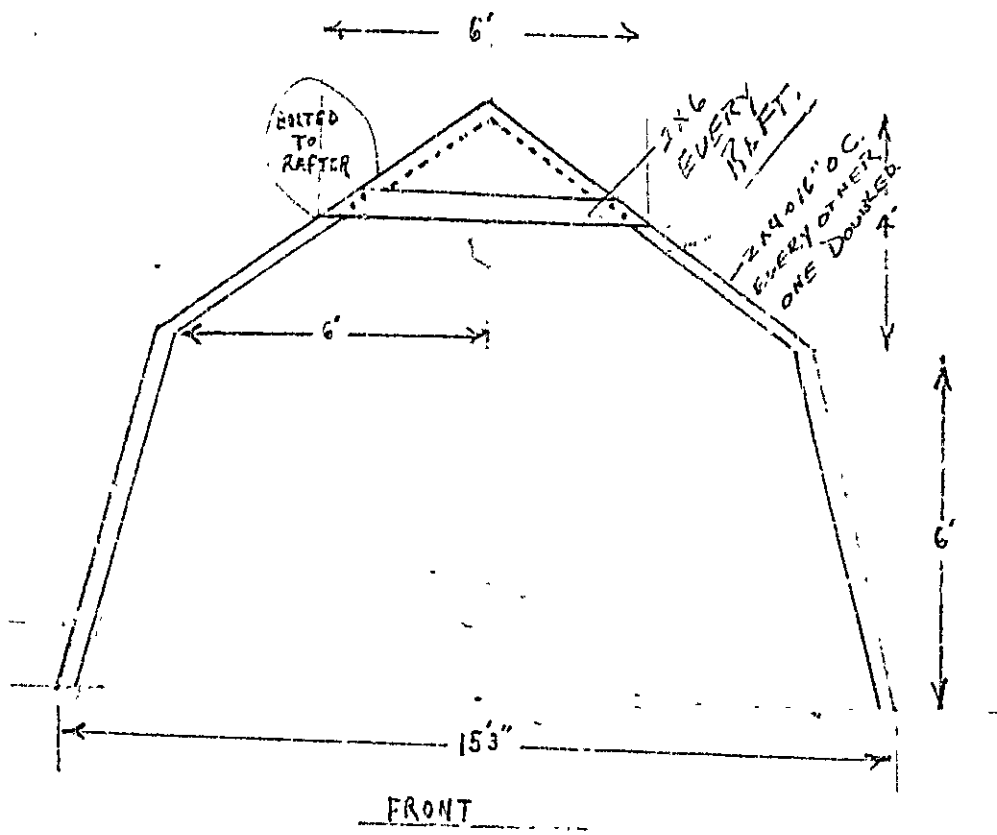 6'
BOLTED
TO
RAFTER
2X6
EVERY
RAFT.
2X4 @ 16" O C.
EVERY OTHER
ONE DOUBLED.
4'
6'
6'
15'3"
FRONT